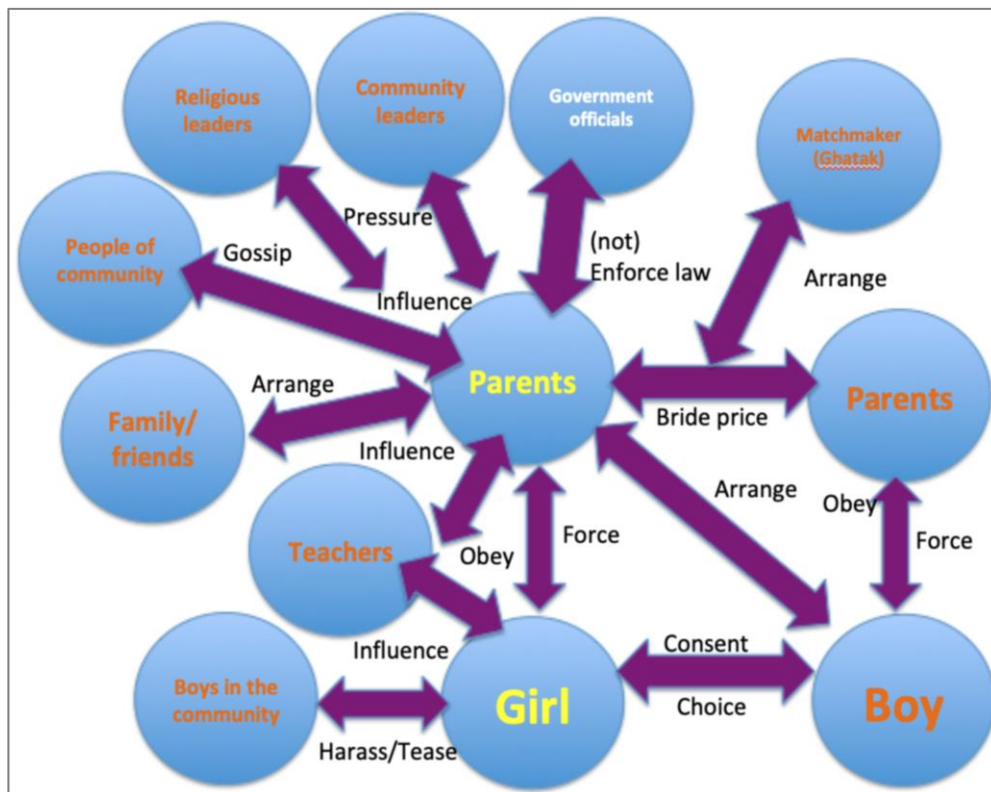 Religious
leaders
Community
leaders
Government
officials
Matchmaker
(Ghatak)
People of
community
Gossip
Pressure
Influence
(not)
Enforce law
Arrange
Parents
Bride price
Parents
Arrange
Family/
friends
Influence
Arrange
Obey
Force
Teachers
Obey
Force
Influence
Boys in the
community
Harass/Tease
Girl
Consent
Choice
Boy